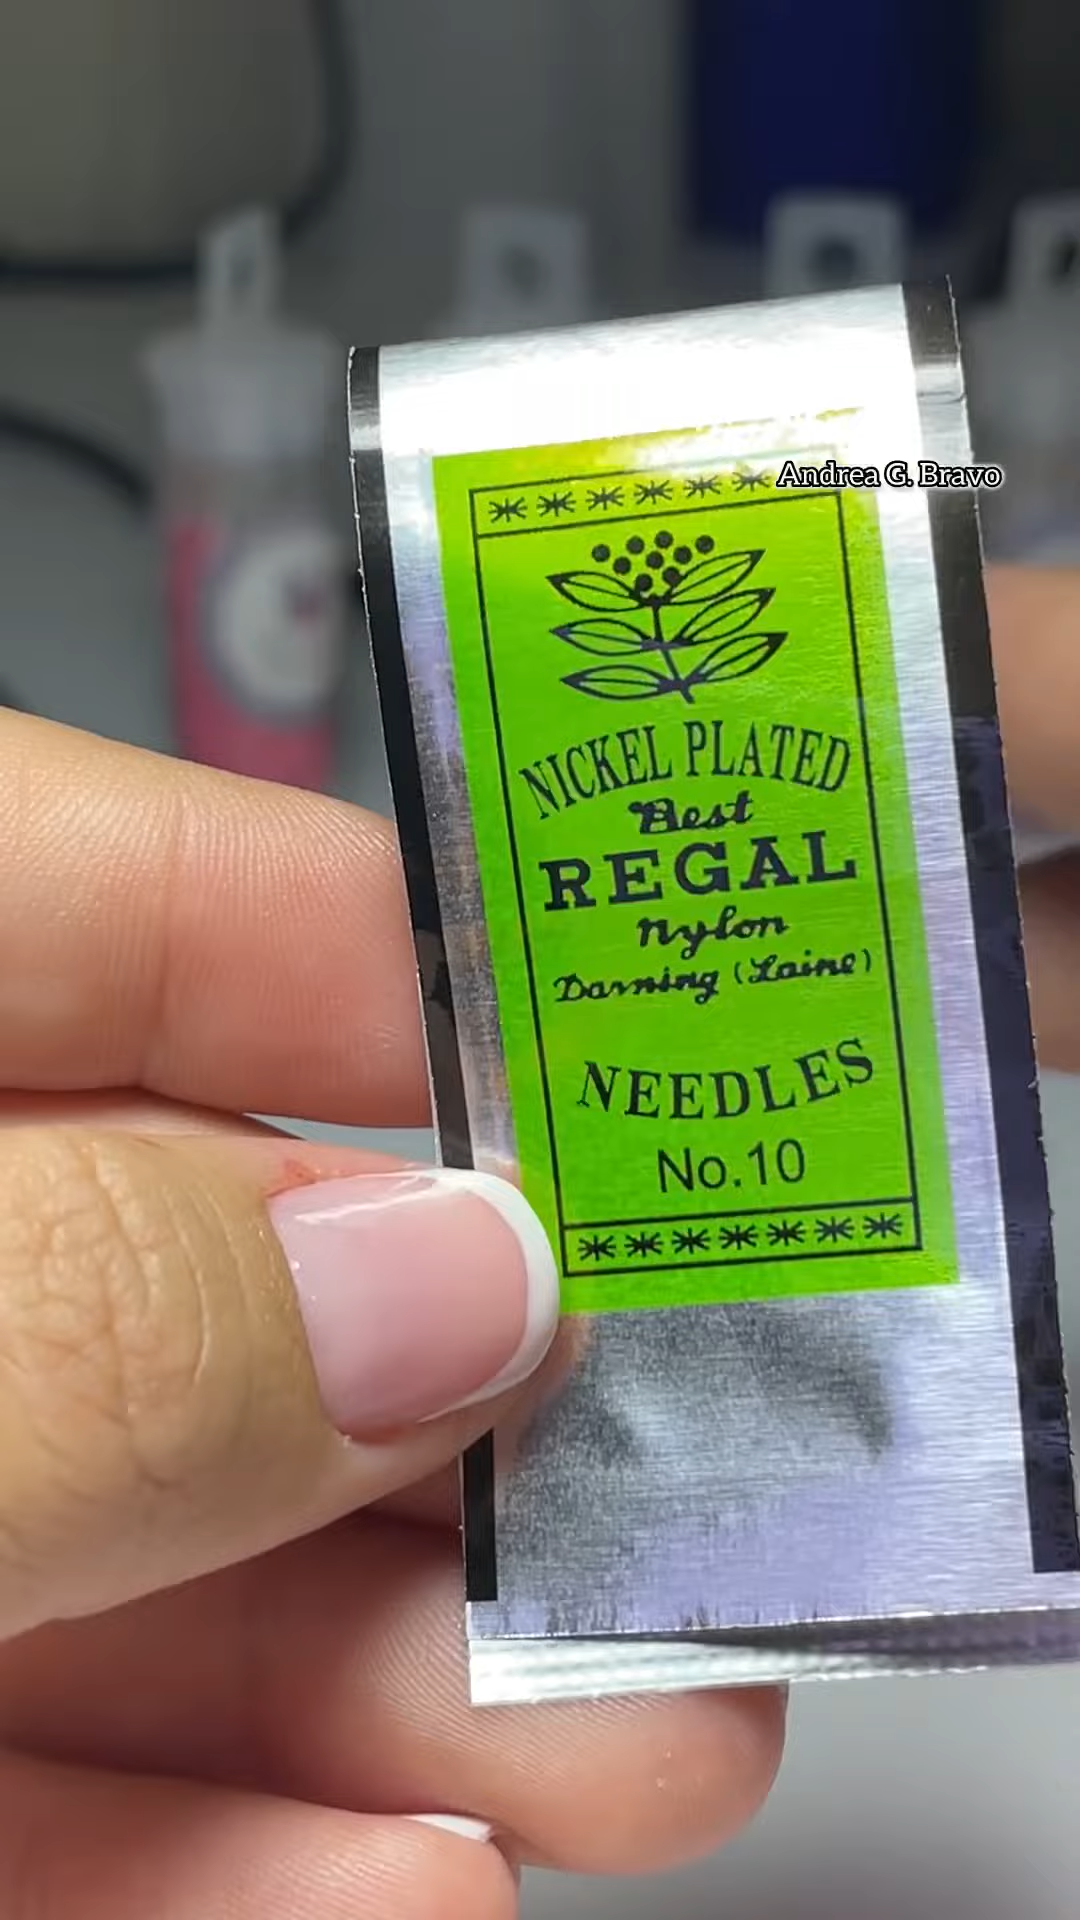 Andrea G. Bravo
NICKEL PLATED
Best
REGAL
Nylon
Darning (Laine)
NEEDLES
No.10